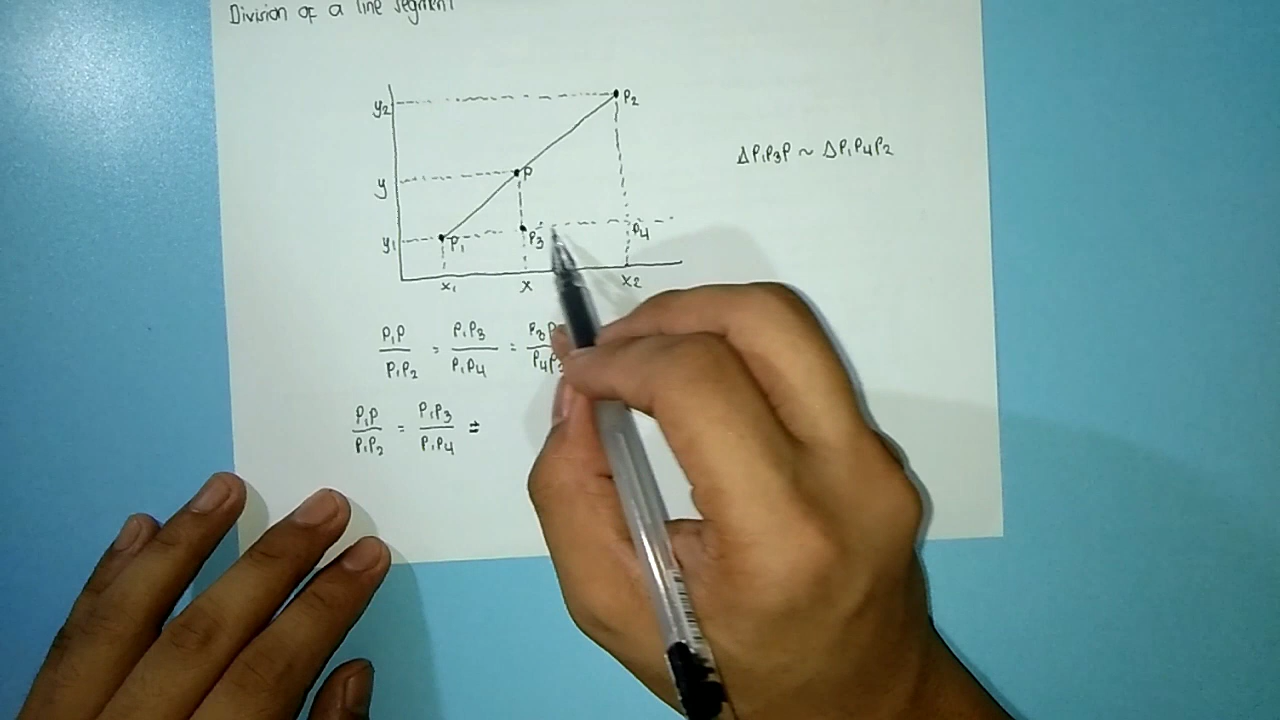 Division of a line segment
y2
P2
ΔP1P3P ~ ΔP1P4P2
y
P
y1
P1
P3
P4
x1
x
x2
P1P/P1P2 = P1P3/P1P4 =
P1P/P1P2 = P1P3/P1P4 =